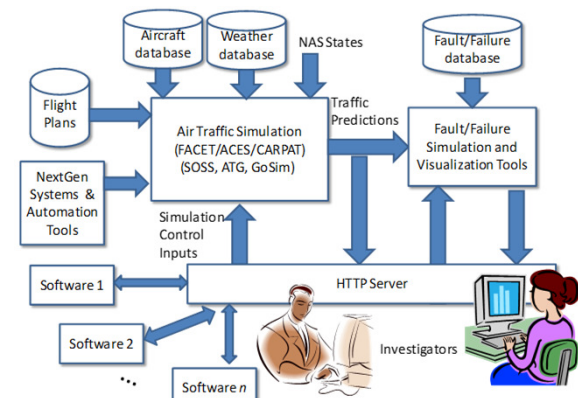 Aircraft
database
Weather
database
NAS States
Fault/Failure
database
Flight
Plans
Air Traffic Simulation
(FACET/ACES/CARPAT)
(SOSS, ATG, GoSim)
Traffic
Predictions
Fault/Failure
Simulation and
Visualization Tools
NextGen
Systems &
Automation
Tools
Simulation
Control
Inputs
Software 1
HTTP Server
Software 2
Investigators
...
Software n